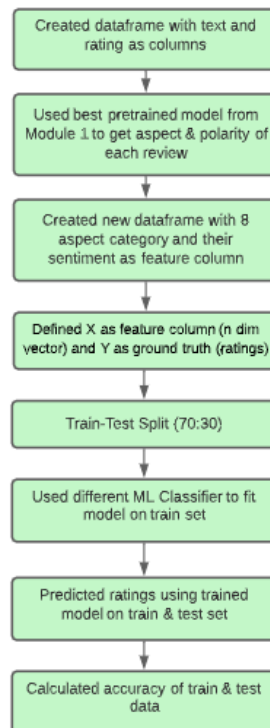 Created dataframe with text and
rating as columns
Used best pretrained model from
Module 1 to get aspect & polarity of
each review
Created new dataframe with 8
aspect category and their
sentiment as feature column
Defined X as feature column (n dim
vector) and Y as ground truth (ratings)
Train-Test Split (70:30)
Used different ML Classifier to fit
model on train set
Predicted ratings using trained
model on train & test set
Calculated accuracy of train & test
data